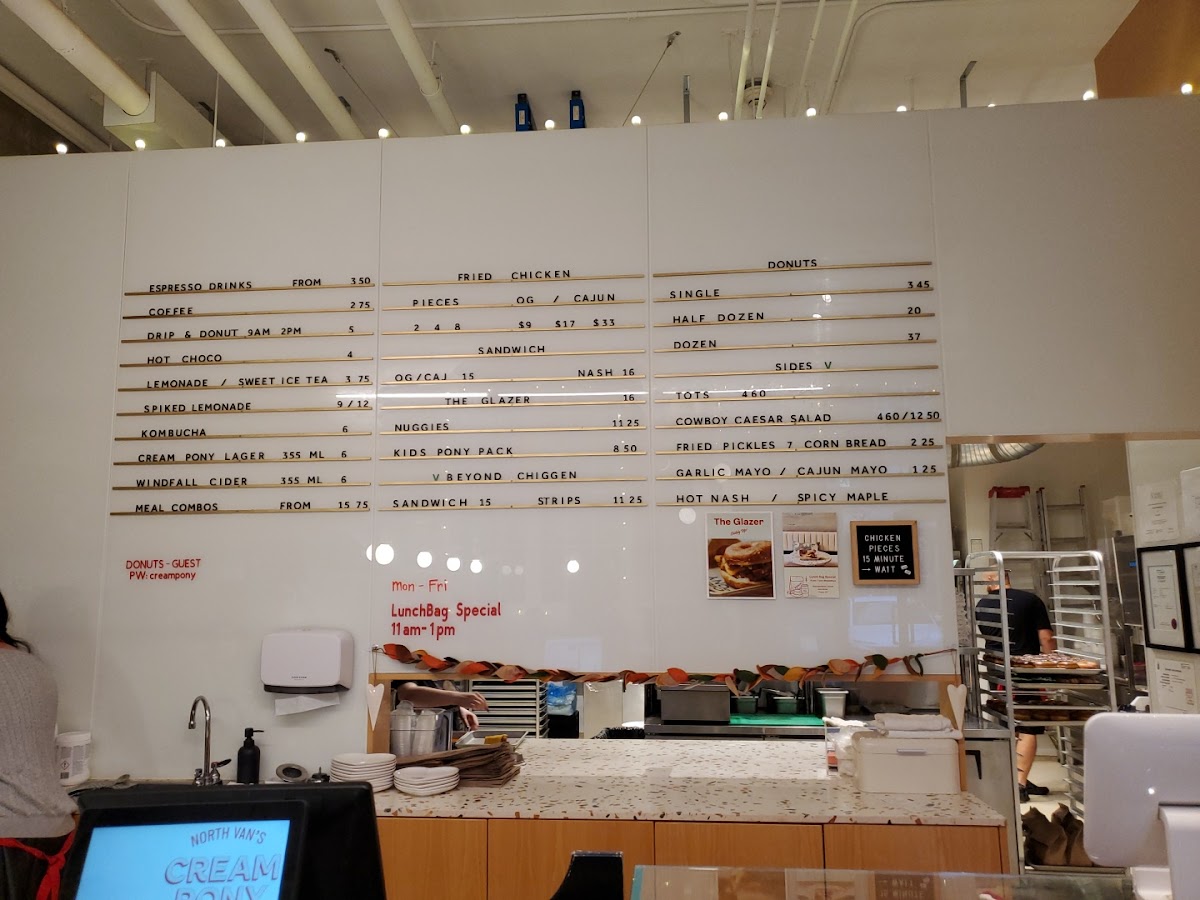 ESPRESSO DRINKS FROM 3 50
COFFEE 2 75
DRIP & DONUT 9AM 2PM 5
HOT CHOCO 4
LEMONADE / SWEET ICE TEA 3 75
SPIKED LEMONADE 9 / 12
KOMBUCHA 6
CREAM PONY LAGER 355 ML 6
WINDFALL CIDER 355 ML 6
MEAL COMBOS FROM 15 75
DONUTS - GUEST
PW: creampony
FRIED CHICKEN
PIECES OG / CAJUN
2 4 8 $9 $17 $33
SANDWICH
OG/CAJ 15 NASH 16
THE GLAZER 16
NUGGIES 11 25
KIDS PONY PACK 8 50
V BEYOND CHIGGEN
SANDWICH 15 STRIPS 11 25
Mon - Fri
LunchBag Special
11am-1pm
DONUTS
SINGLE 3 45
HALF DOZEN 20
DOZEN 37
SIDES V
TOTS 4 60
COWBOY CAESAR SALAD 4 60/12 50
FRIED PICKLES 7 CORN BREAD 2 25
GARLIC MAYO / CAJUN MAYO 1 25
HOT NASH / SPICY MAPLE
The Glazer
CHICKEN
PIECES
15 MINUTE
→ WAIT
NORTH VAN'S
CREAM
PONY